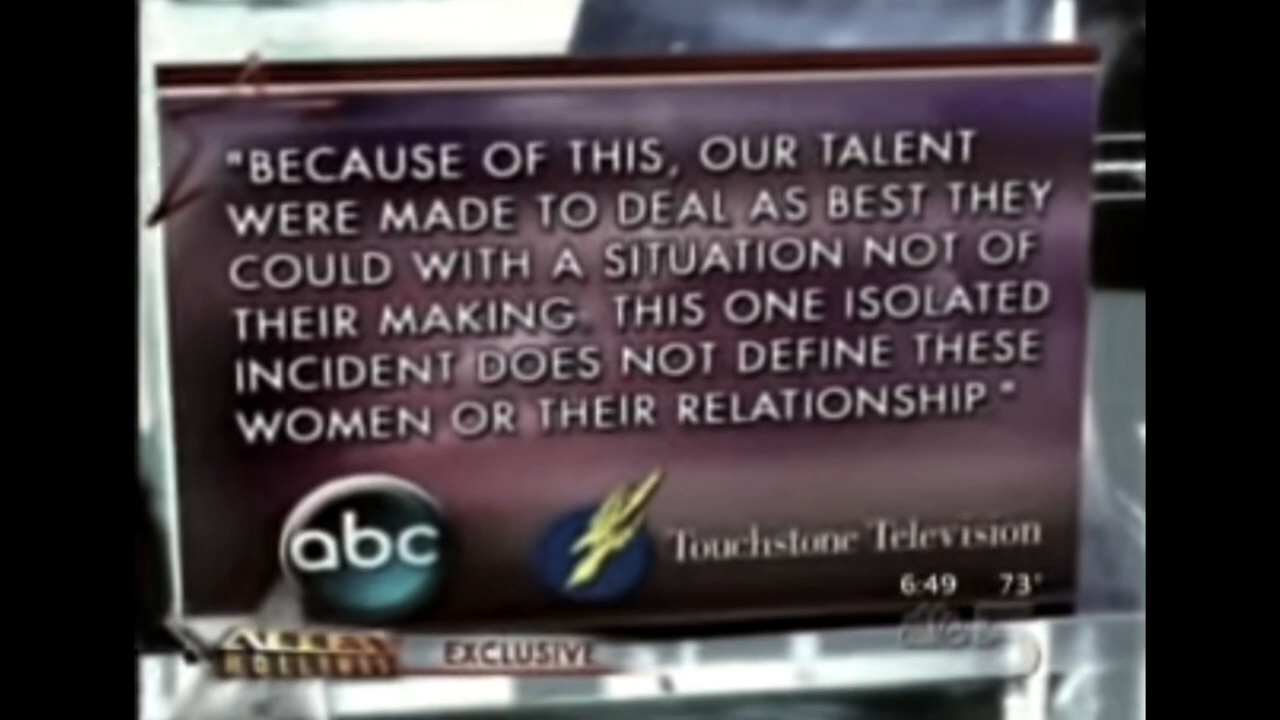 "BECAUSE OF THIS, OUR TALENT
WERE MADE TO DEAL AS BEST THEY
COULD WITH A SITUATION NOT OF
THEIR MAKING. THIS ONE ISOLATED
INCIDENT DOES NOT DEFINE THESE
WOMEN OR THEIR RELATIONSHIP."
abc
Touchstone Television
6:49 73°
ACCESS
HOLLYWOOD
EXCLUSIVE